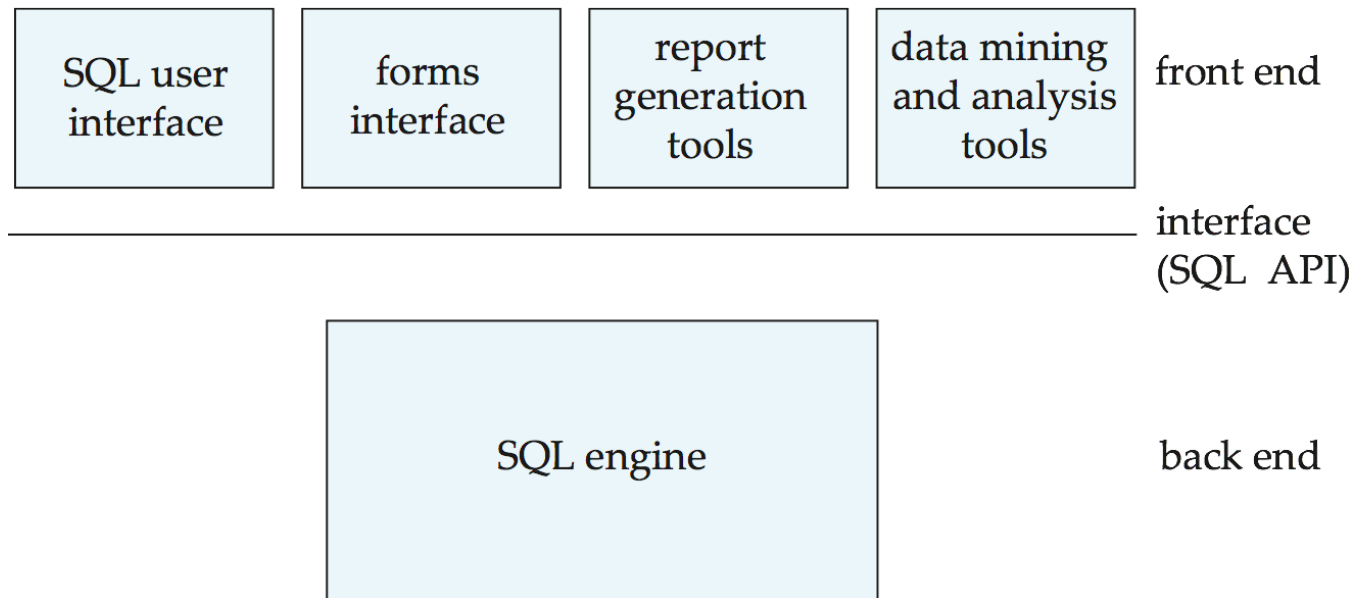 SQL user
interface
forms
interface
report
generation
tools
data mining
and analysis
tools
front end
interface
(SQL API)
SQL engine
back end